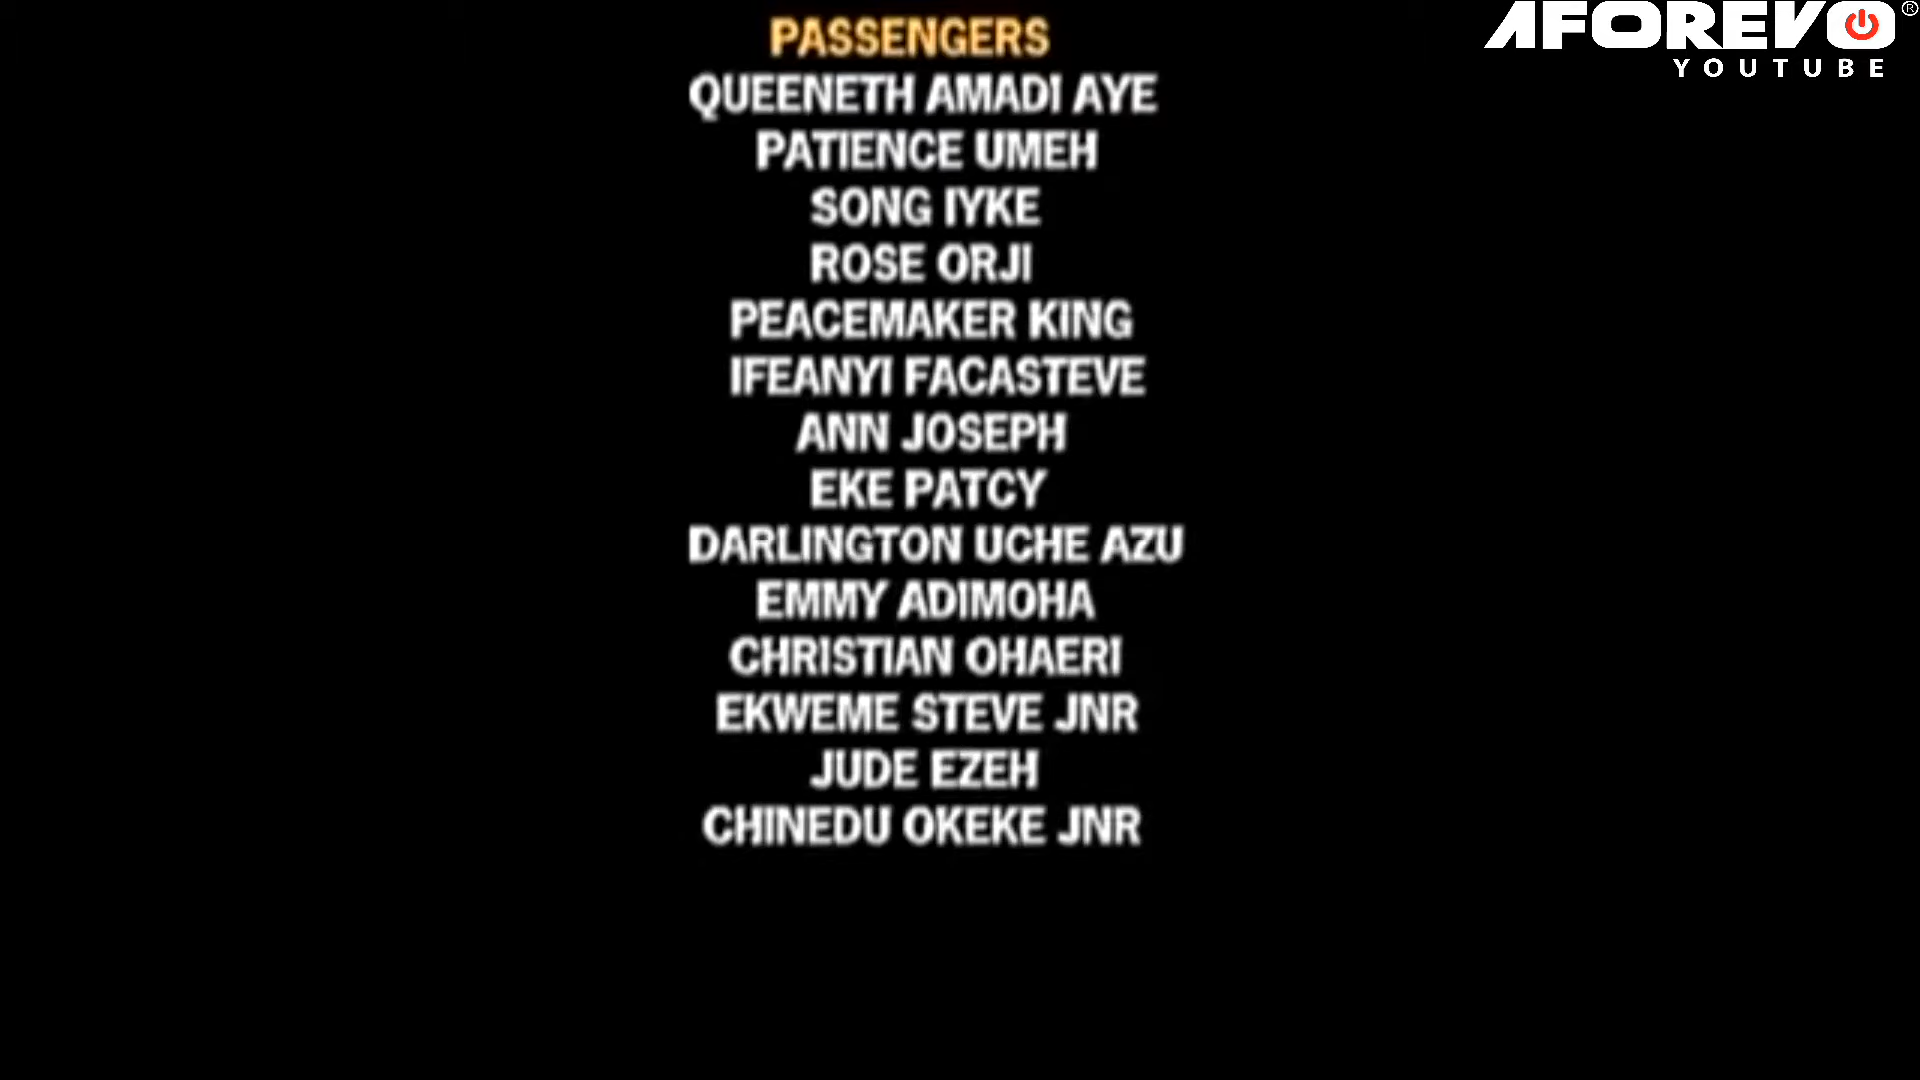 AFOREVO®
YOUTUBE
PASSENGERS
QUEENETH AMADI AYE
PATIENCE UMEH
SONG IYKE
ROSE ORJI
PEACEMAKER KING
IFEANYI FACASTEVE
ANN JOSEPH
EKE PATCY
DARLINGTON UCHE AZU
EMMY ADIMOHA
CHRISTIAN OHAERI
EKWEME STEVE JNR
JUDE EZEH
CHINEDU OKEKE JNR